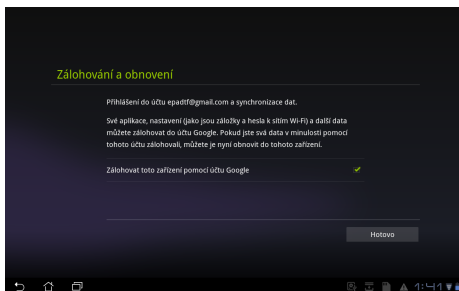 Zálohování a obnovení
Přihlášení do účtu epadtf@gmail.com a synchronizace dat.
Své aplikace, nastavení (jako jsou záložky a hesla k sítím Wi-Fi) a další data
můžete zálohovat do účtu Google. Pokud jste svá data v minulosti pomocí
tohoto účtu zálohovali, můžete je nyní obnovit do tohoto zařízení.
Zálohovat toto zařízení pomocí účtu Google
Hotovo
1:41